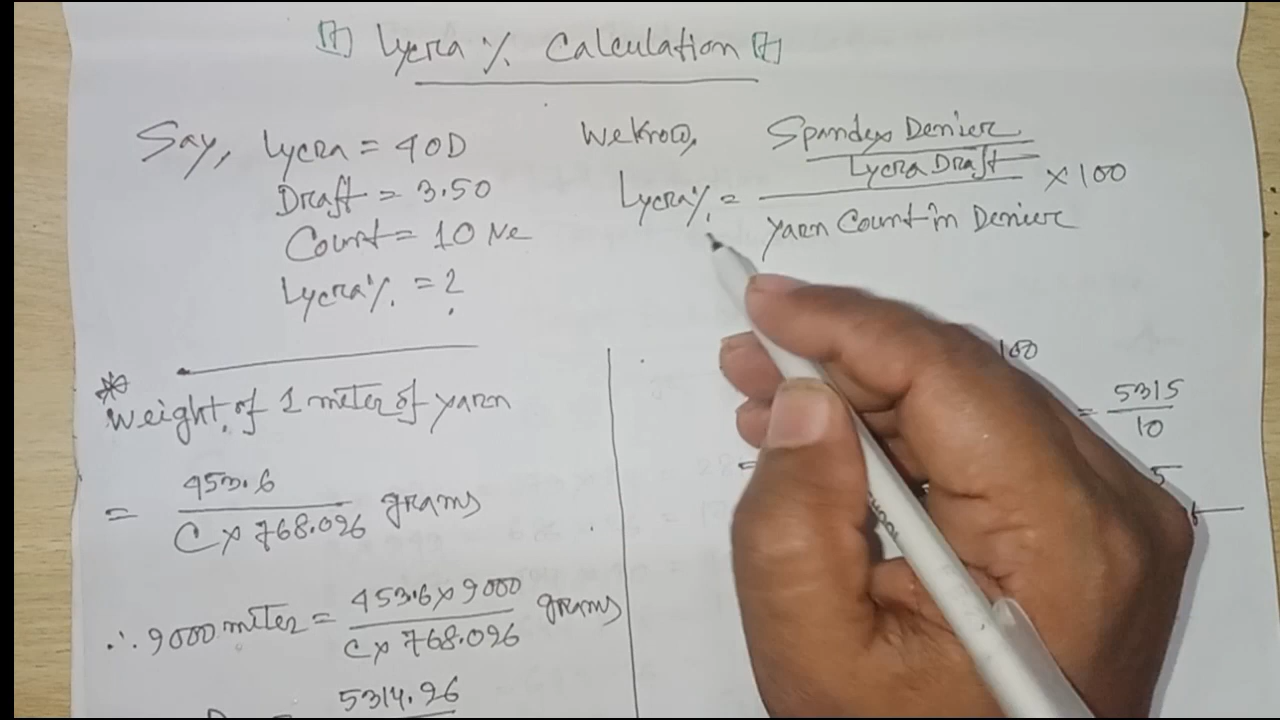 Lycra % Calculation
Say, Lycra = 40D
Draft = 3.50
Count = 10 Ne
Lycra % = ?
We Know,
Lycra % = Spandex Denier / Lycra Draft / Yarn Count in Denier × 100
Weight of 1 meter of yarn
= 453.6 / C × 768.096 grams
∴ 9000 meter = 453.6 × 9000 / C × 768.096 grams
5314.96
100
= 5315 / 10
=
5